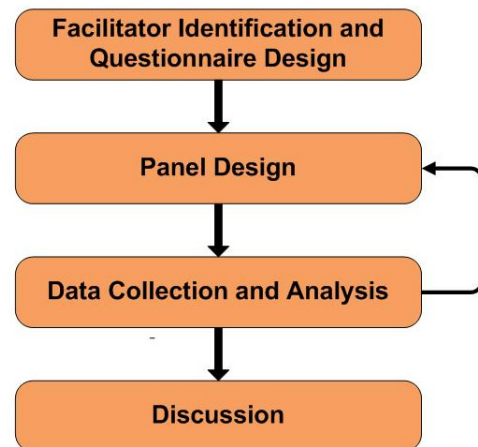 Facilitator Identification and
Questionnaire Design
Panel Design
Data Collection and Analysis
Discussion